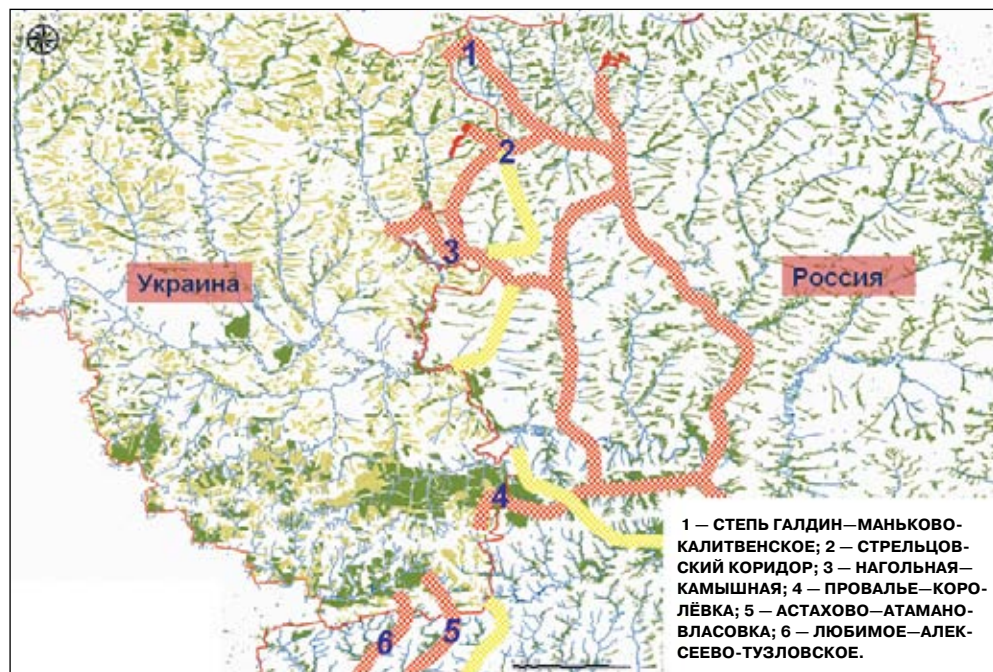 1
2
3
Украина
Россия
4
5
6
1 — СТЕПЬ ГАЛДИН—МАНЬКОВО-
КАЛИТВЕНСКОЕ; 2 — СТРЕЛЬЦОВ-
СКИЙ КОРИДОР; 3 — НАГОЛЬНАЯ—
КАМЫШНАЯ; 4 — ПРОВАЛЬЕ—КОРО-
ЛЁВКА; 5 — АСТАХОВО—АТАМАНО-
ВЛАСОВКА; 6 — ЛЮБИМОЕ—АЛЕК-
СЕЕВО-ТУЗЛОВСКОЕ.